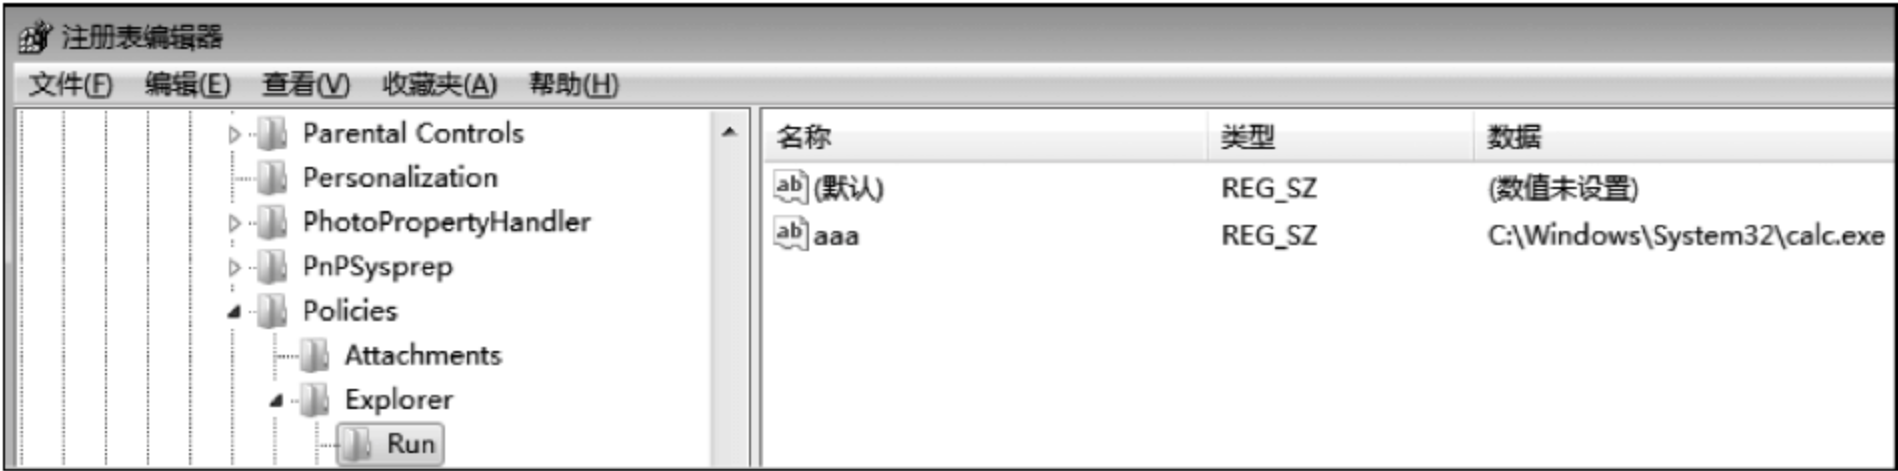 注册表编辑器
文件(F) 编辑(E) 查看(V) 收藏夹(A) 帮助(H)
Parental Controls
Personalization
PhotoPropertyHandler
PnPSysprep
Policies
Attachments
Explorer
Run
名称 类型 数据
(默认) REG_SZ (数值未设置)
aaa REG_SZ C:\Windows\System32\calc.exe